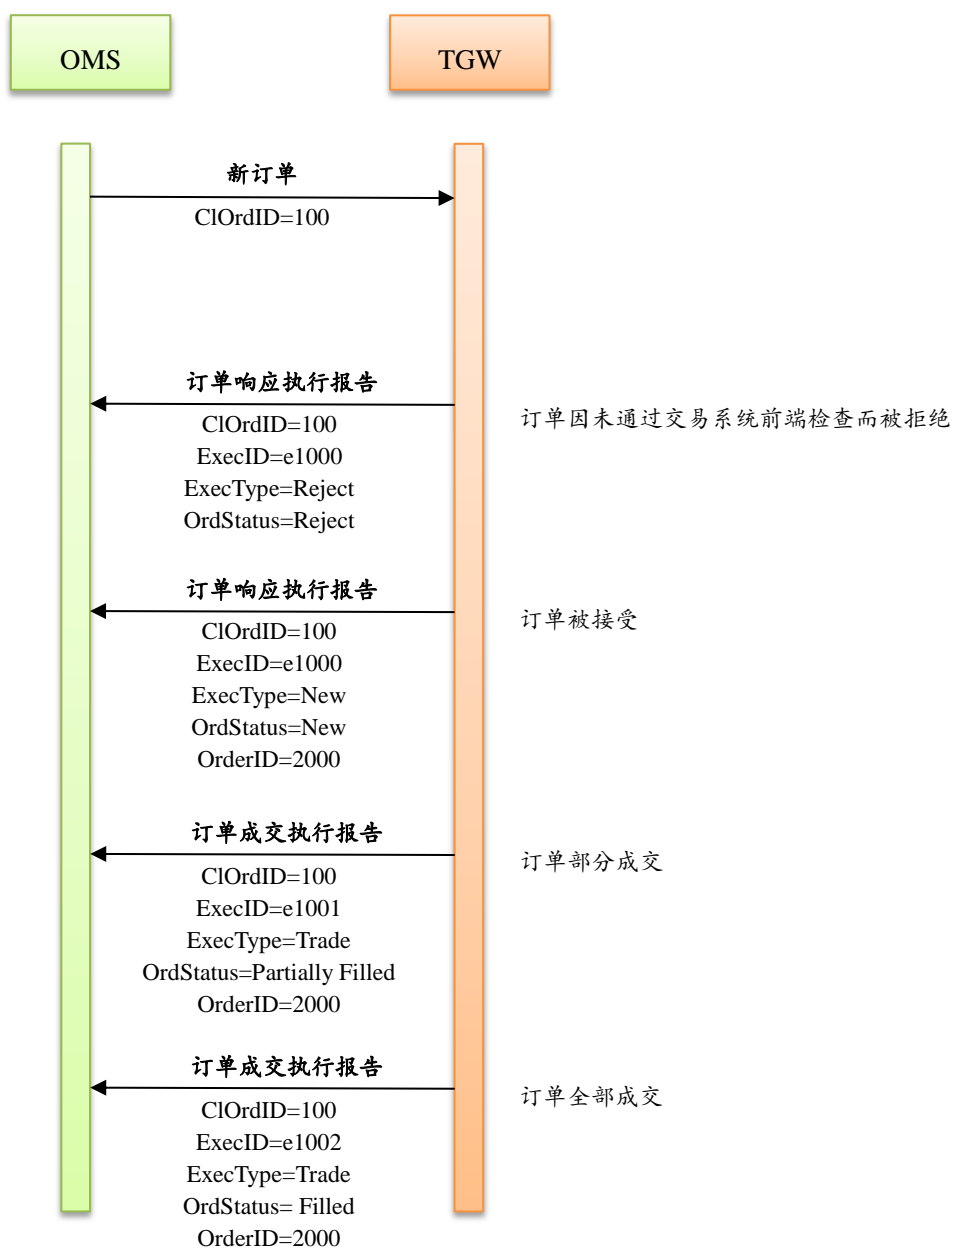 OMS
TGW
新订单
ClOrdID=100
订单响应执行报告
订单因未通过交易系统前端检查而被拒绝
ClOrdID=100
ExecID=e1000
ExecType=Reject
OrdStatus=Reject
订单响应执行报告
订单被接受
ClOrdID=100
ExecID=e1000
ExecType=New
OrdStatus=New
OrderID=2000
订单成交执行报告
订单部分成交
ClOrdID=100
ExecID=e1001
ExecType=Trade
OrdStatus=Partially Filled
OrderID=2000
订单成交执行报告
订单全部成交
ClOrdID=100
ExecID=e1002
ExecType=Trade
OrdStatus= Filled
OrderID=2000